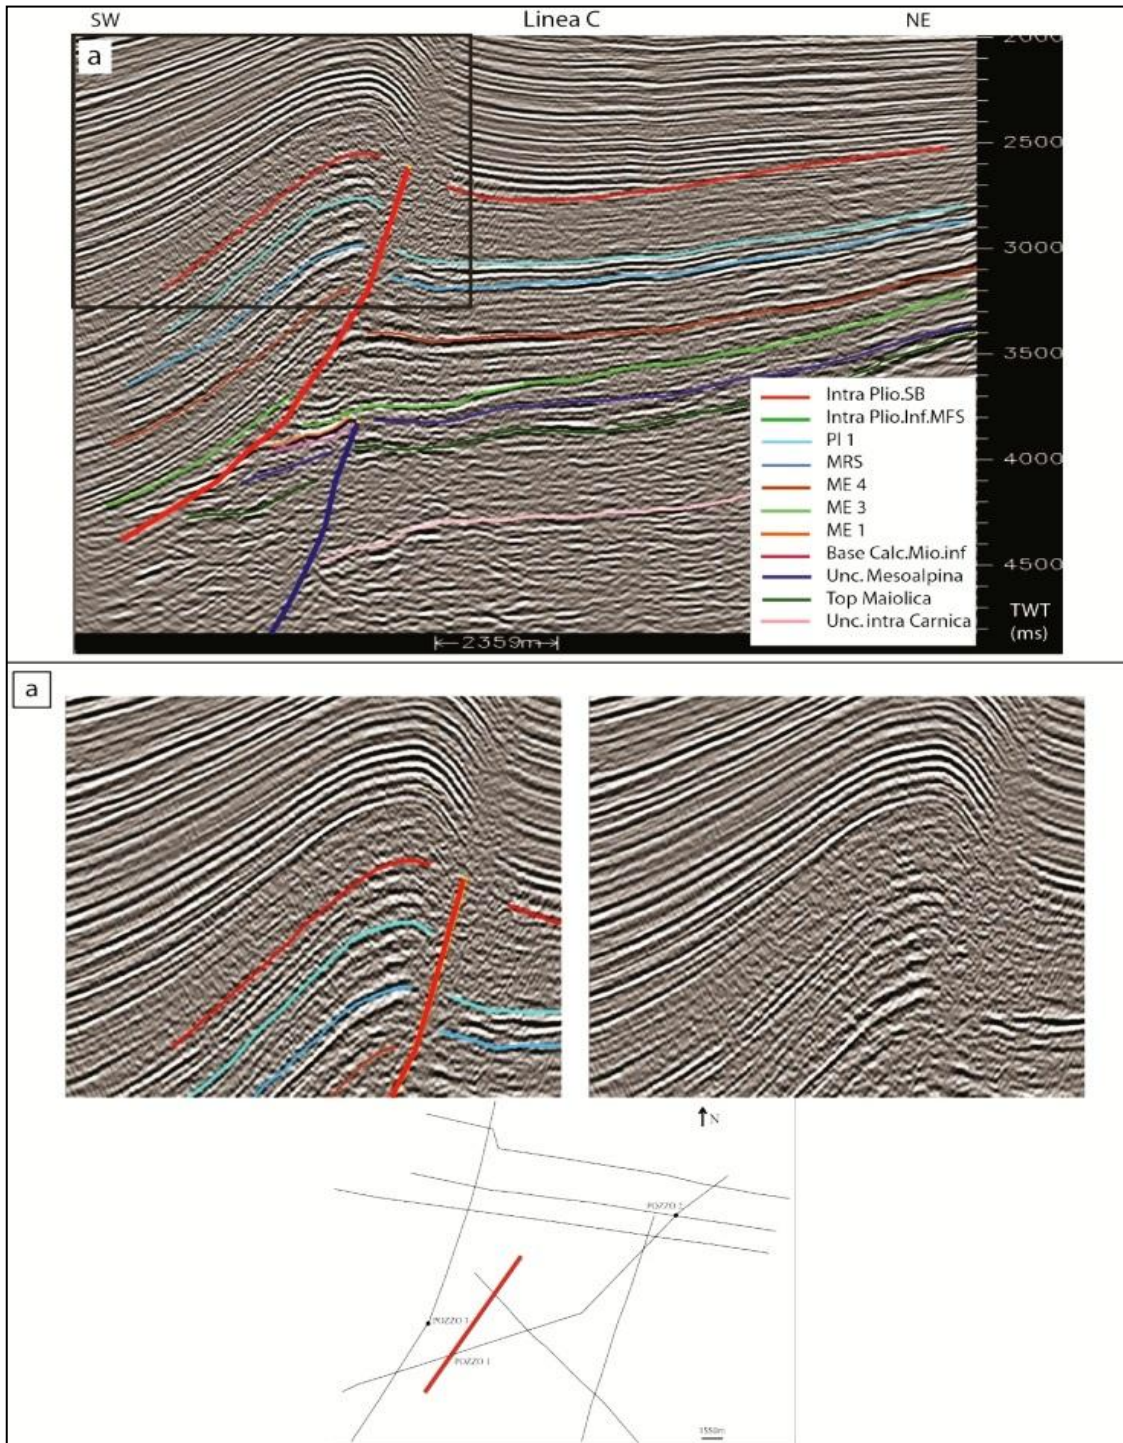 SW Linea C NE
a
2000
2500
3000
3500
4000
4500
TWT
(ms)
Intra Plio.SB
Intra Plio.Inf.MFS
Pl 1
MRS
ME 4
ME 3
ME 1
Base Calc.Mio.inf
Unc. Mesoalpina
Top Maiolica
Unc. intra Carnica
2359m
a
N
POZZO
POZZO
POZZO 1
1550m